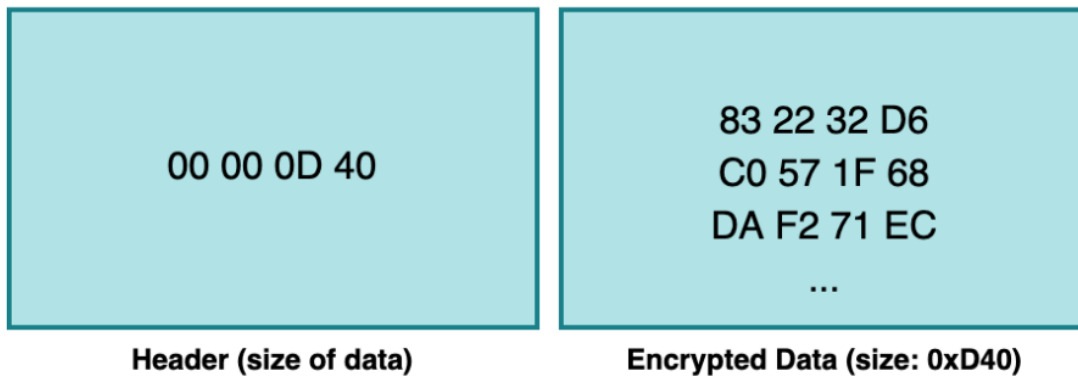 00 00 0D 40
Header (size of data)
83 22 32 D6
C0 57 1F 68
DA F2 71 EC
...
Encrypted Data (size: 0xD40)